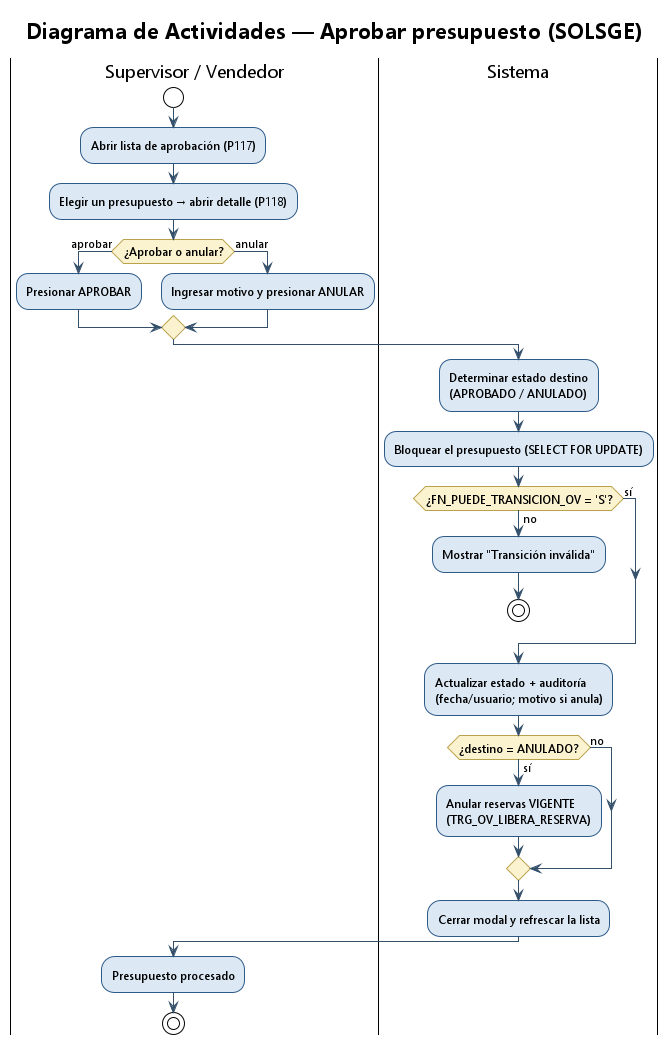 Diagrama de Actividades — Aprobar presupuesto (SOLSGE)
Supervisor / Vendedor
Sistema
Abrir lista de aprobación (P117)
Elegir un presupuesto → abrir detalle (P118)
aprobar
¿Aprobar o anular?
anular
Presionar APROBAR
Ingresar motivo y presionar ANULAR
Determinar estado destino
(APROBADO / ANULADO)
Bloquear el presupuesto (SELECT FOR UPDATE)
¿FN_PUEDE_TRANSICION_OV = 'S'?
sí
no
Mostrar "Transición inválida"
Actualizar estado + auditoría
(fecha/usuario; motivo si anula)
¿destino = ANULADO?
no
sí
Anular reservas VIGENTE
(TRG_OV_LIBERA_RESERVA)
Cerrar modal y refrescar la lista
Presupuesto procesado